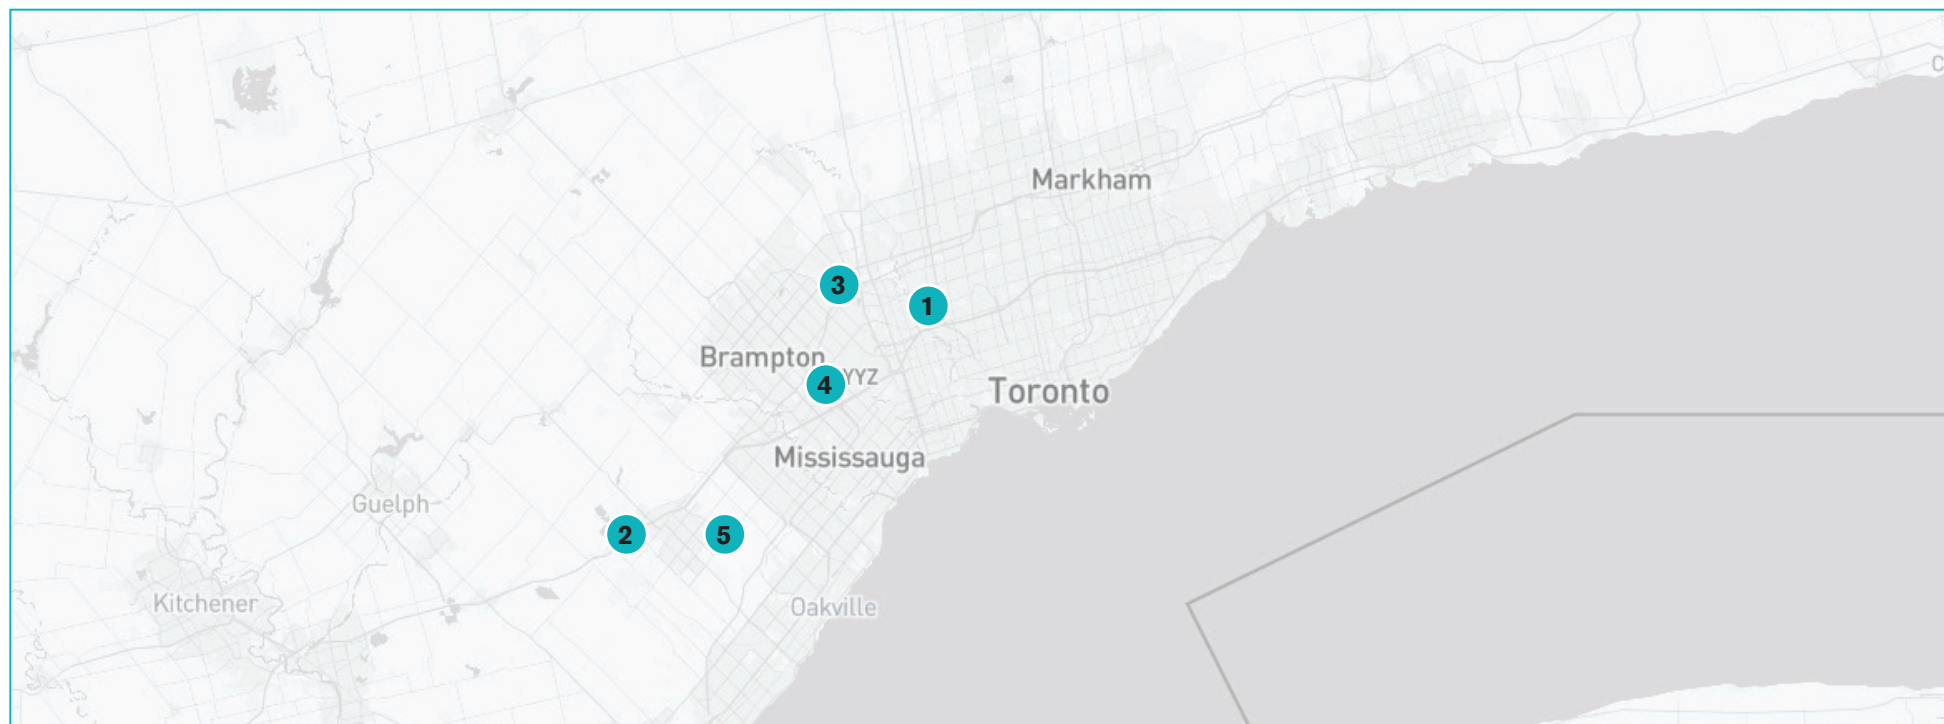 C
Markham
3
1
Brampton
4
YYZ
Toronto
Mississauga
Guelph
2
5
Kitchener
Oakville